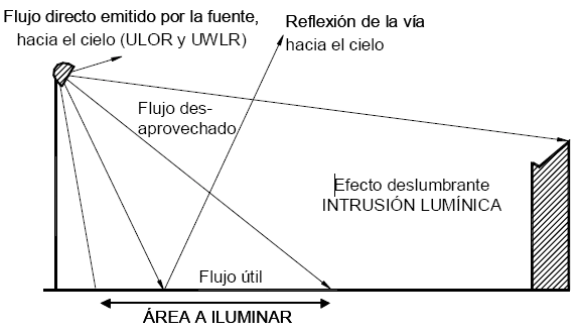 Flujo directo emitido por la fuente,
hacia el cielo (ULOR y UWLR)
Reflexión de la vía
hacia el cielo
Flujo des-
aprovechado
Efecto deslumbrante
INTRUSIÓN LUMÍNICA
Flujo útil
ÁREA A ILUMINAR